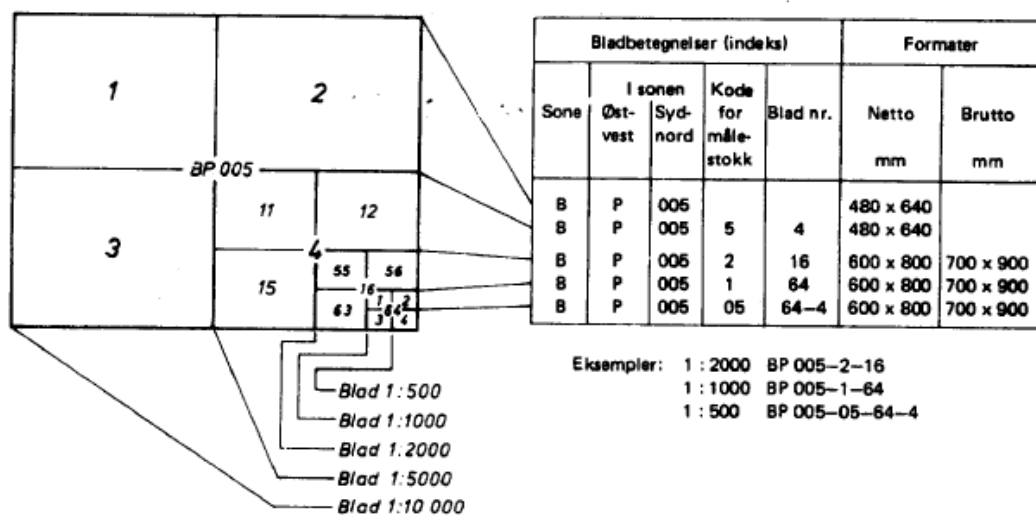 1
2
BP 005
3
4
11
12
15
16
55
56
63
64
1
2
3
4
Blad 1:500
Blad 1:1000
Blad 1:2000
Blad 1:5000
Blad 1:10 000
Bladbetegnelser (indeks) Formater
Sone I sonen Kode for måle- stokk Blad nr. Netto Brutto
Øst- vest Syd- nord mm mm
B P 005 480 x 640
B P 005 5 4 480 x 640
B P 005 2 16 600 x 800 700 x 900
B P 005 1 64 600 x 800 700 x 900
B P 005 05 64–4 600 x 800 700 x 900
Eksempler: 1 : 2000 BP 005–2–16
1 : 1000 BP 005–1–64
1 : 500 BP 005–05–64–4